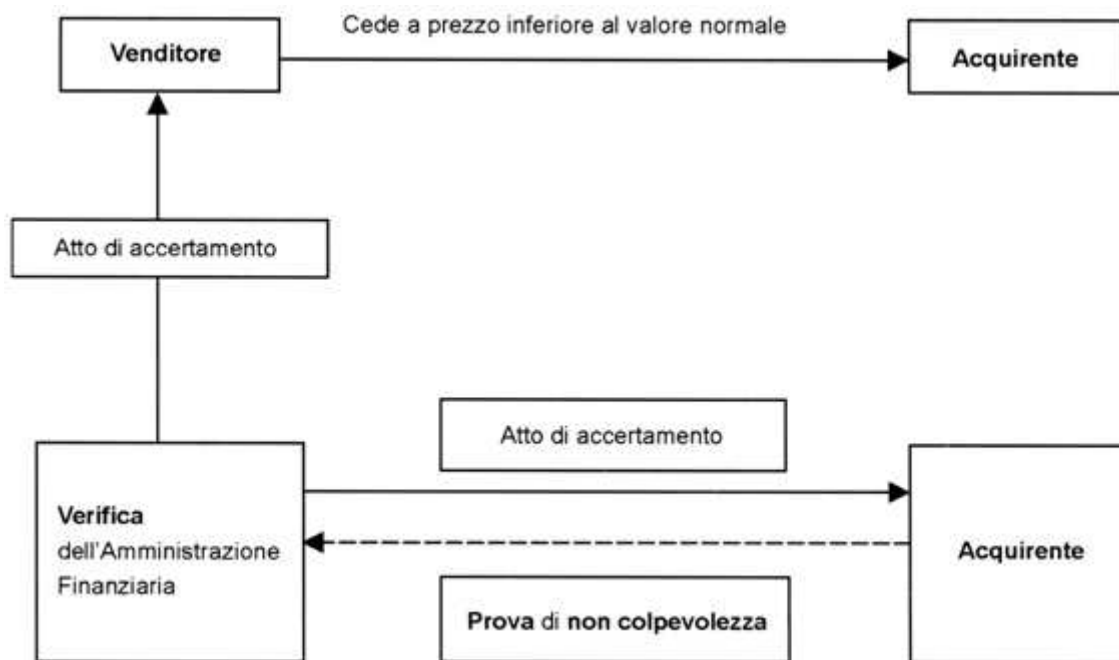 Cede a prezzo inferiore al valore normale
Venditore
Acquirente
Atto di accertamento
Atto di accertamento
Verifica
dell'Amministrazione
Finanziaria
Acquirente
Prova di non colpevolezza